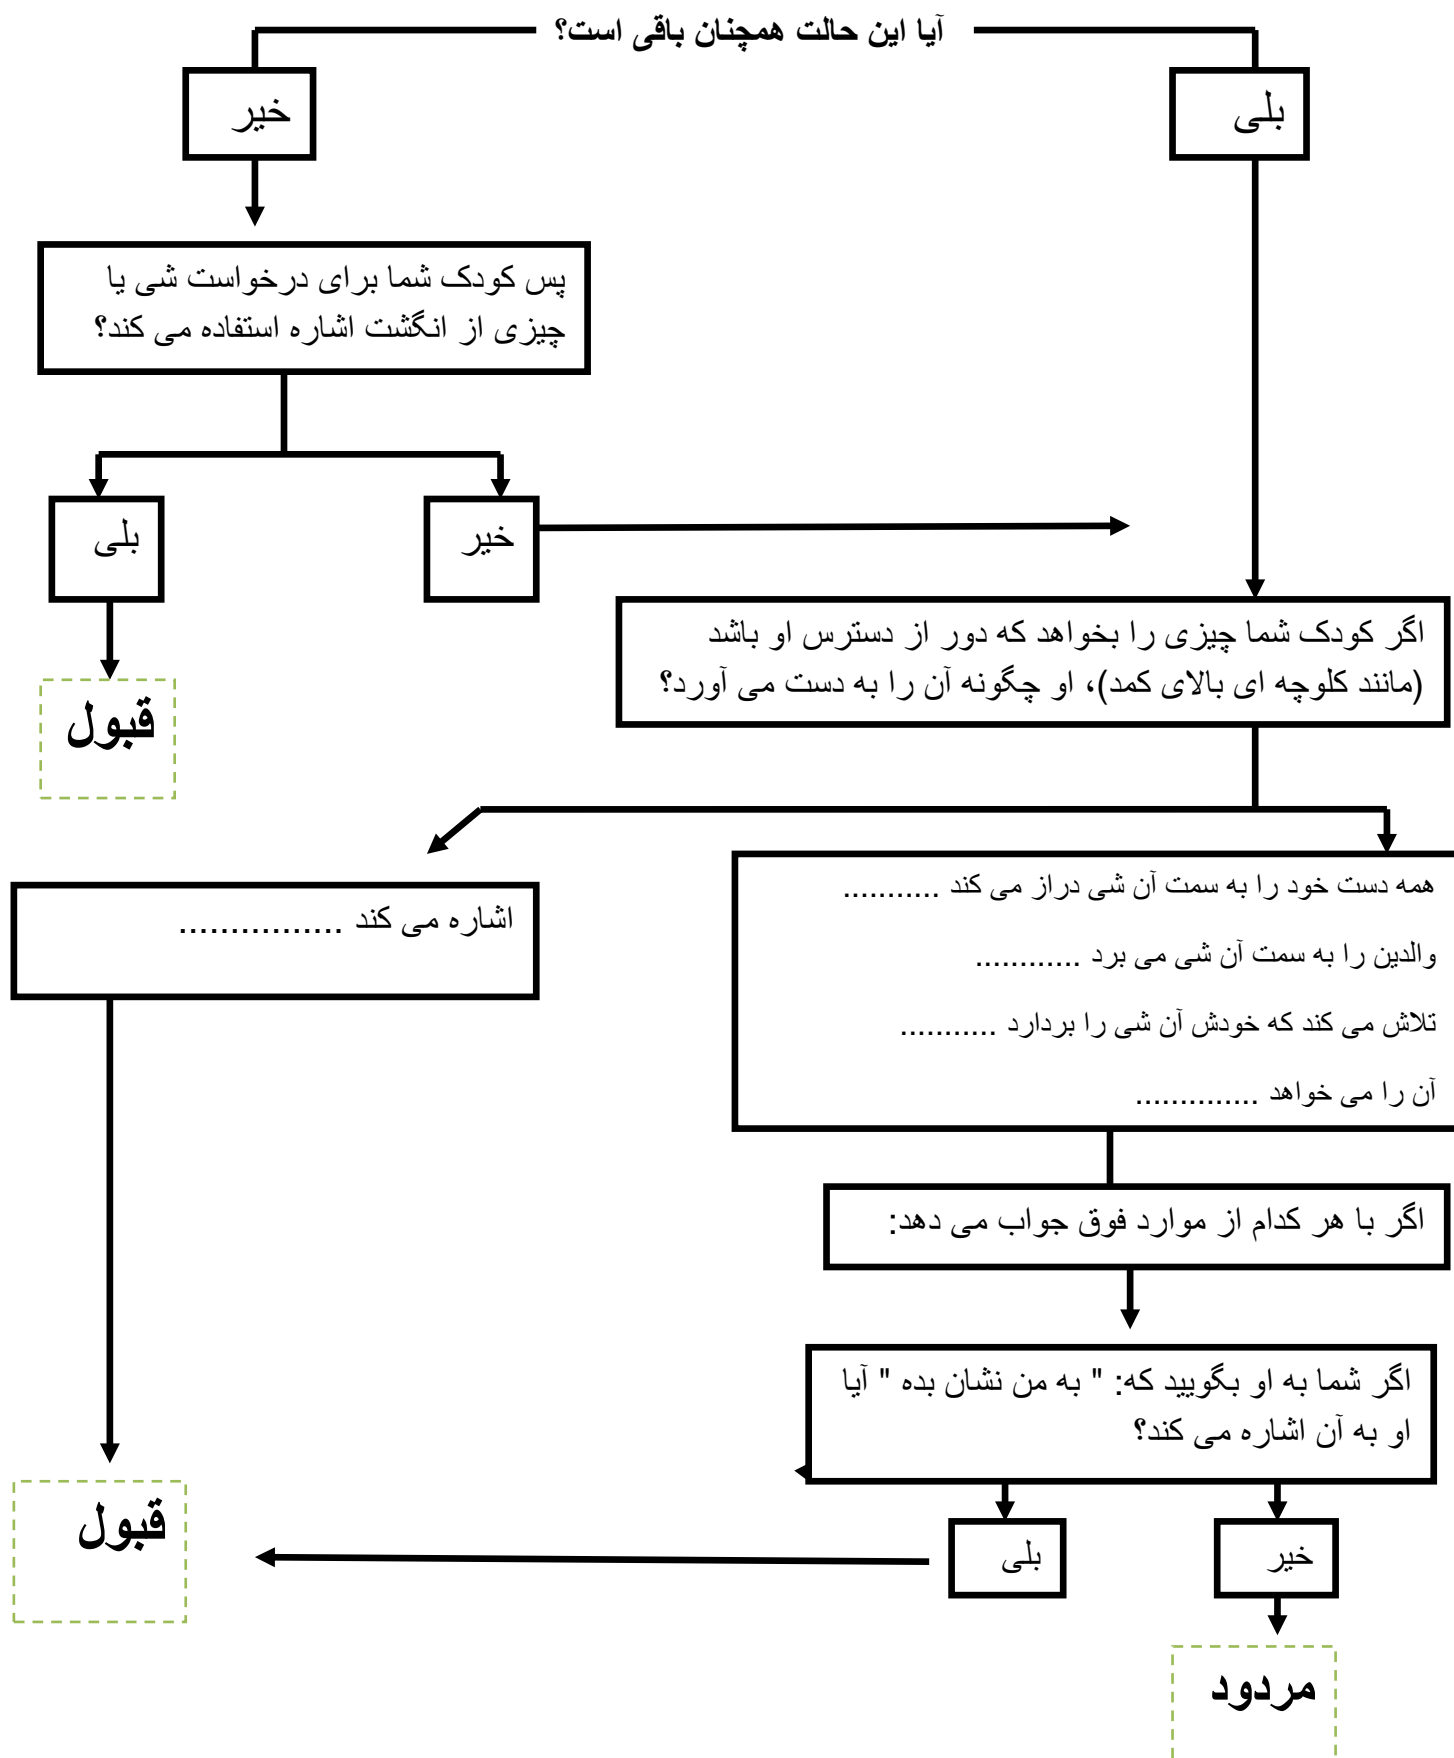 آیا این حالت همچنان باقی است؟
بلی
خیر
پس کودک شما برای درخواست شی یا
چیزی از انگشت اشاره استفاده می کند؟
خیر
بلی
قبول
اگر کودک شما چیزی را بخواهد که دور از دسترس او باشد
(مانند کلوچه ای بالای کمد)، او چگونه آن را به دست می آورد؟
همه دست خود را به سمت آن شی دراز می کند ...........
والدین را به سمت آن شی می برد ............
تلاش می کند که خودش آن شی را بردارد ...........
آن را می خواهد ..............
اشاره می کند ................
اگر با هر کدام از موارد فوق جواب می دهد:
اگر شما به او بگویید که: " به من نشان بده " آیا
او به آن اشاره می کند؟
خیر
بلی
قبول
مردود